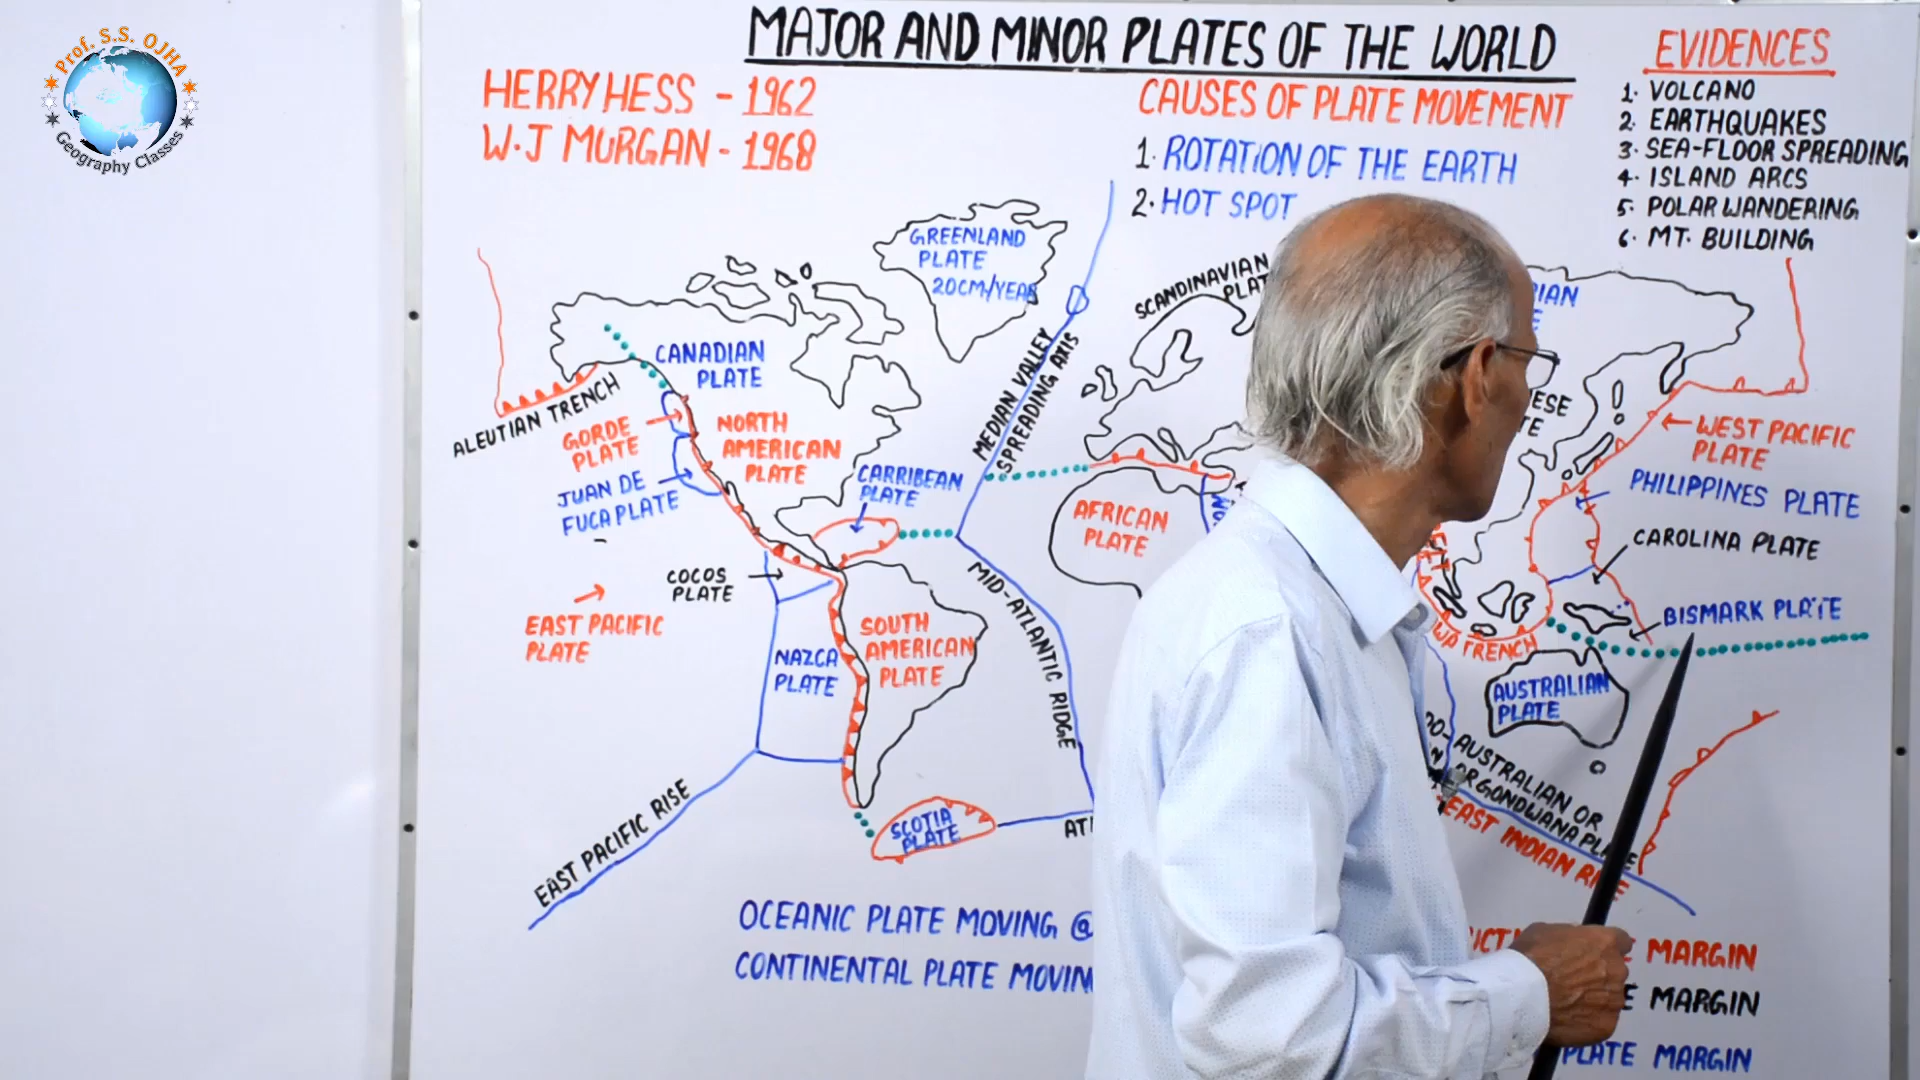 Prof. S.S. OJHA
Geography Classes
MAJOR AND MINOR PLATES OF THE WORLD
HERRY HESS - 1962
W.J MURGAN - 1968
CAUSES OF PLATE MOVEMENT
1. ROTATION OF THE EARTH
2. HOT SPOT
EVIDENCES
1. VOLCANO
2. EARTHQUAKES
3. SEA-FLOOR SPREADING
4. ISLAND ARCS
5. POLAR WANDERING
6. MT. BUILDING
GREENLAND
PLATE
20CM/YEAR
SCANDINAVIAN
CANADIAN
PLATE
ALEUTIAN TRENCH
GORDE
PLATE
NORTH
AMERICAN
PLATE
JUAN DE
FUCA PLATE
CARRIBEAN
PLATE
MEDIAN VALLEY
SPREADING AXIS
AFRICAN
PLATE
WEST PACIFIC
PLATE
PHILIPPINES PLATE
CAROLINA PLATE
BISMARK PLATE
COCOS
PLATE
EAST PACIFIC
PLATE
NAZCA
PLATE
SOUTH
AMERICAN
PLATE
MID-ATLANTIC RIDGE
TRENCH
AUSTRALIAN
PLATE
AUSTRALIAN OR
GONDWANA PLATE
EAST INDIAN
EAST PACIFIC RISE
SCOTIA
PLATE
OCEANIC PLATE MOVING @
CONTINENTAL PLATE
MARGIN
MARGIN
PLATE MARGIN